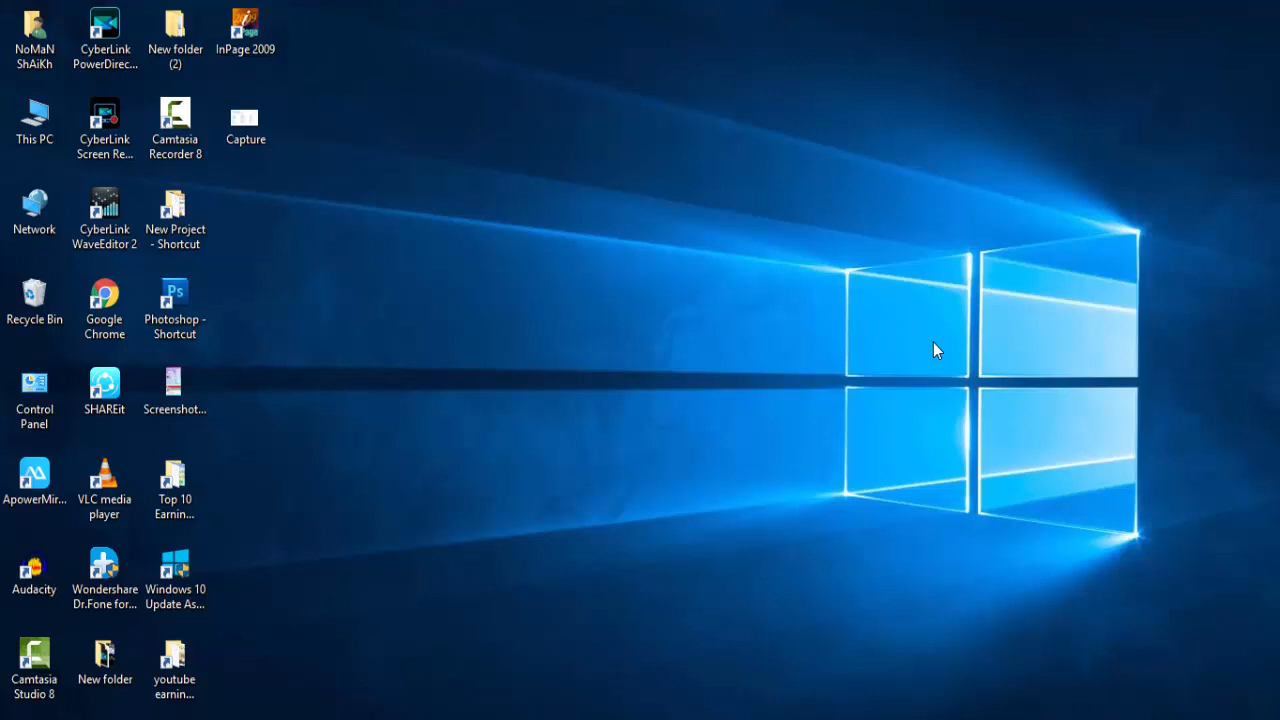 NoMaN
ShAiKh
CyberLink
PowerDirec...
New folder
(2)
InPage 2009
This PC
CyberLink
Screen Re...
Camtasia
Recorder 8
Capture
Network
CyberLink
WaveEditor 2
New Project
- Shortcut
Recycle Bin
Google
Chrome
Ps
Photoshop -
Shortcut
Control
Panel
SHAREit
Screenshot...
ApowerMir...
VLC media
player
Top 10
Earnin...
Audacity
Wondershare
Dr.Fone for...
Windows 10
Update As...
Camtasia
Studio 8
New folder
youtube
earnin...